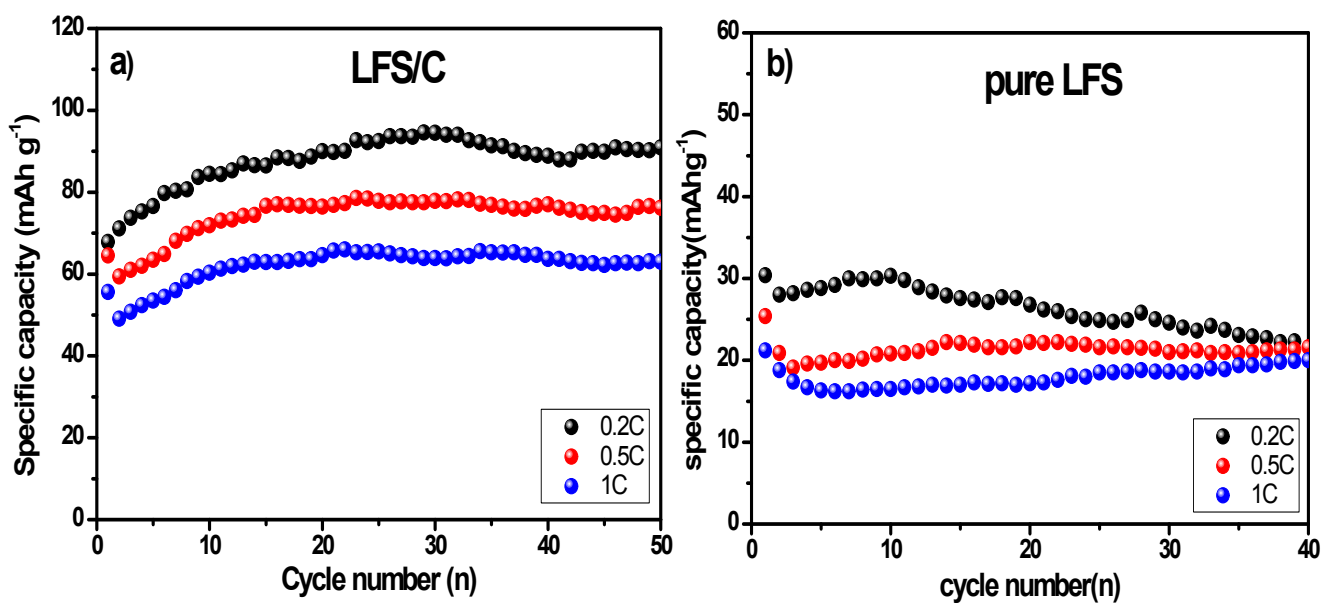 a)
LFS/C
Specific capacity (mAh g-1)
120
100
80
60
40
20
0
0.2C
0.5C
1C
0 10 20 30 40 50
Cycle number (n)
b)
pure LFS
specific capacity(mAhg-1)
60
50
40
30
20
10
0
0.2C
0.5C
1C
0 10 20 30 40
cycle number(n)